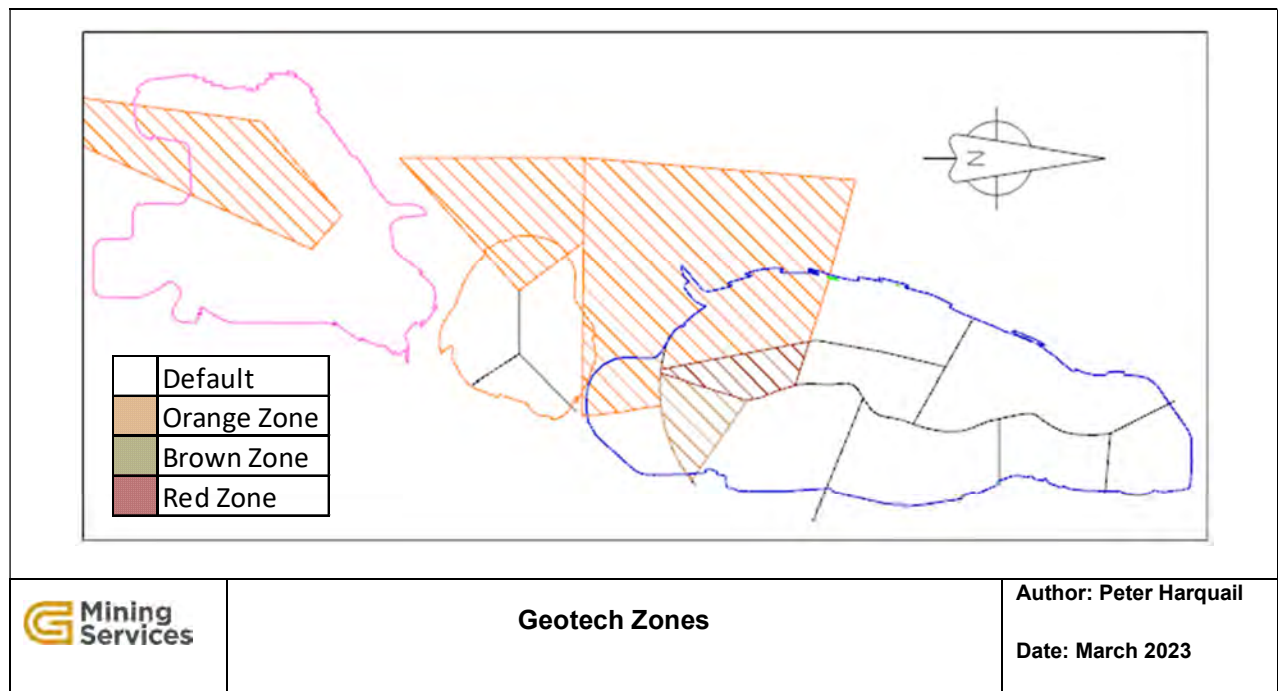 N
Default
Orange Zone
Brown Zone
Red Zone
Mining
Services
Geotech Zones
Author: Peter Harquail
Date: March 2023